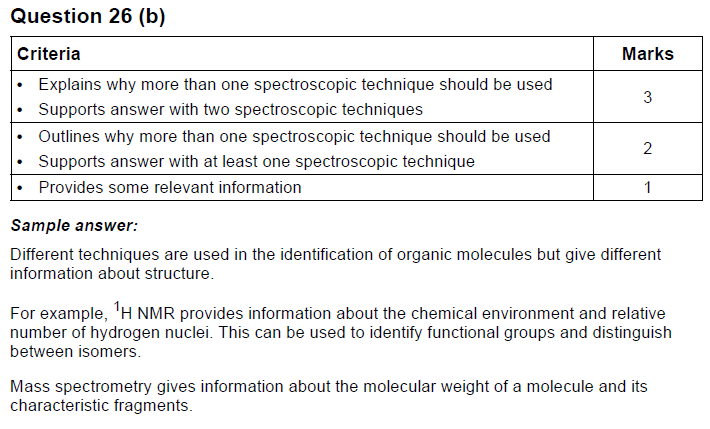 Question 26 (b)
Criteria Marks
• Explains why more than one spectroscopic technique should be used
• Supports answer with two spectroscopic techniques
3
• Outlines why more than one spectroscopic technique should be used
• Supports answer with at least one spectroscopic technique
2
• Provides some relevant information 1
Sample answer:
Different techniques are used in the identification of organic molecules but give different
information about structure.
For example, ¹H NMR provides information about the chemical environment and relative
number of hydrogen nuclei. This can be used to identify functional groups and distinguish
between isomers.
Mass spectrometry gives information about the molecular weight of a molecule and its
characteristic fragments.